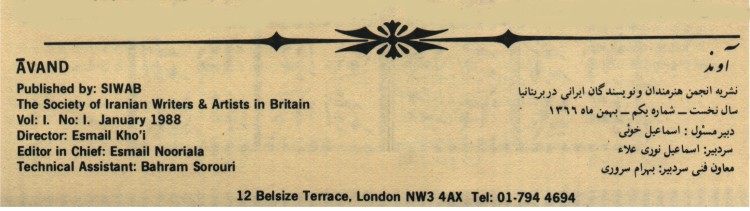 ĀVAND
Published by: SIWAB
The Society of Iranian Writers & Artists in Britain
Vol: I. No: I. January 1988
Director: Esmail Kho'i
Editor in Chief: Esmail Nooriala
Technical Assistant: Bahram Sorouri
آوند
نشریه انجمن هنرمندان و نویسندگان ایرانی در بریتانیا
سال نخست ــ شماره یکم ــ بهمن ماه ۱۳۶۶
دبیر مسئول : اسماعیل خوئی
سردبیر: اسماعیل نوری علاء
معاون فنی سردبیر: بهرام سروری
12 Belsize Terrace, London NW3 4AX Tel: 01-794 4694